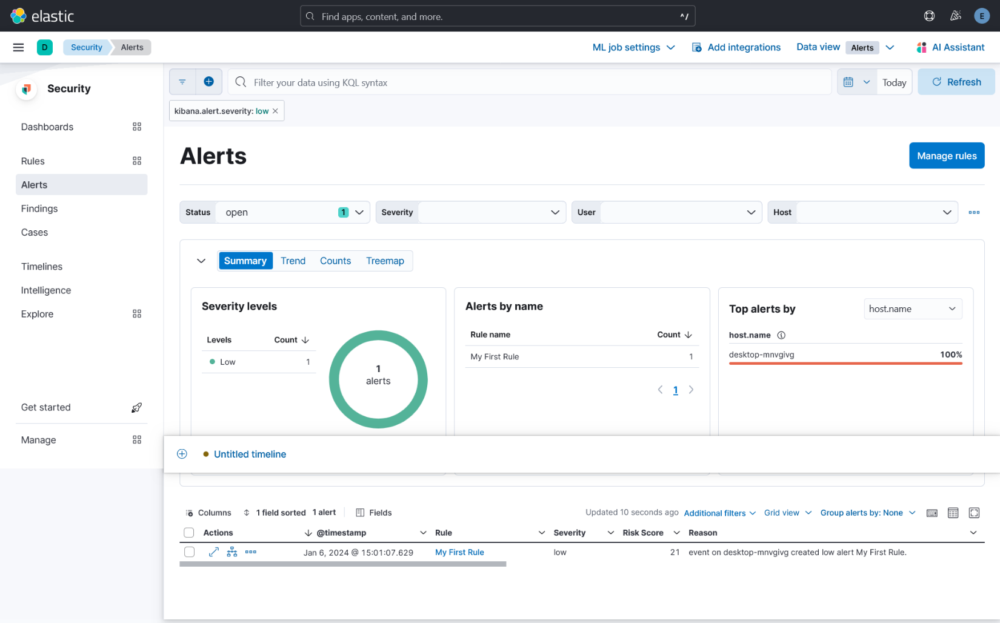 elastic
Find apps, content, and more.
^/
E
D
Security
Alerts
ML job settings
Add integrations
Data view
Alerts
AI Assistant
Security
Filter your data using KQL syntax
Today
Refresh
kibana.alert.severity: low
Dashboards
Rules
Alerts
Findings
Cases
Timelines
Intelligence
Explore
Get started
Manage
Alerts
Manage rules
Status open 1
Severity
User
Host
Summary Trend Counts Treemap
Severity levels
Levels Count
Low 1
1
alerts
Alerts by name
Rule name Count
My First Rule 1
1
Top alerts by
host.name
host.name
desktop-mnvgivg 100%
Untitled timeline
Columns 1 field sorted 1 alert Fields
Updated 10 seconds ago Additional filters Grid view Group alerts by: None
Actions @timestamp Rule Severity Risk Score Reason
Jan 6, 2024 @ 15:01:07.629 My First Rule low 21 event on desktop-mnvgivg created low alert My First Rule.